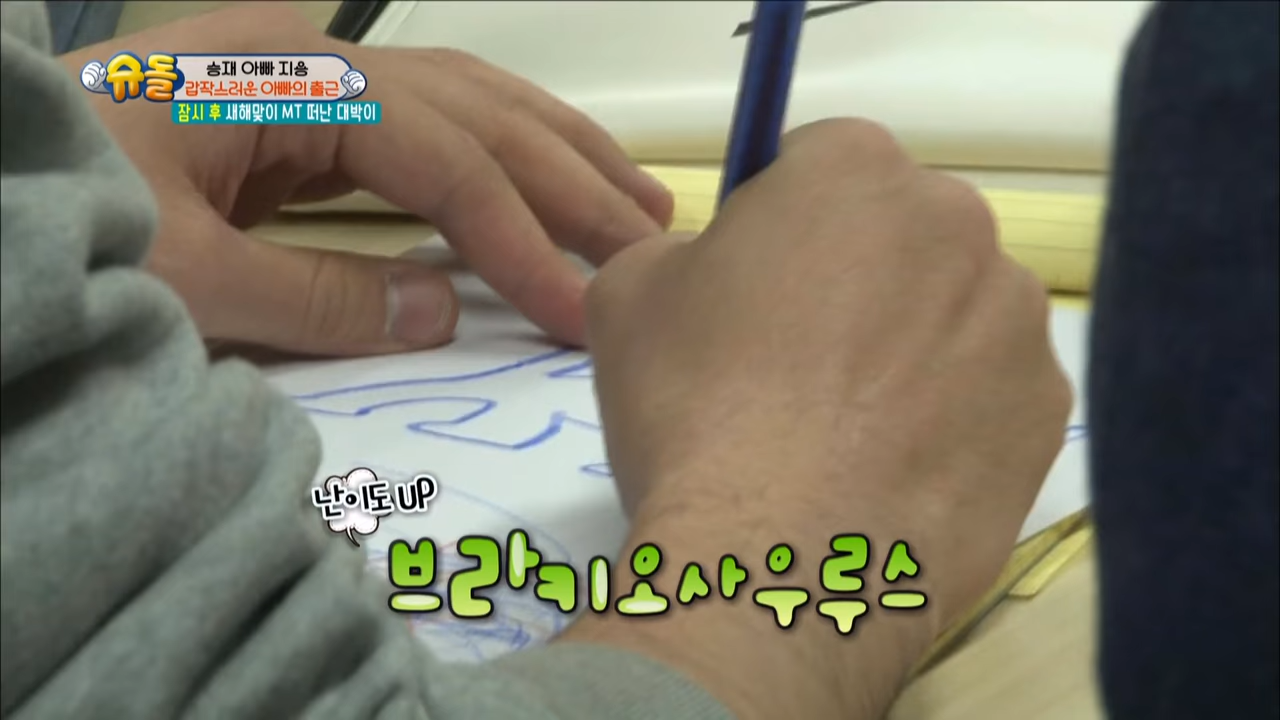 슈돌
승재 아빠 지용
갑작스러운 아빠의 출근
잠시 후 새해맞이 MT 떠난 대박이
난이도 UP
브라키오사우루스